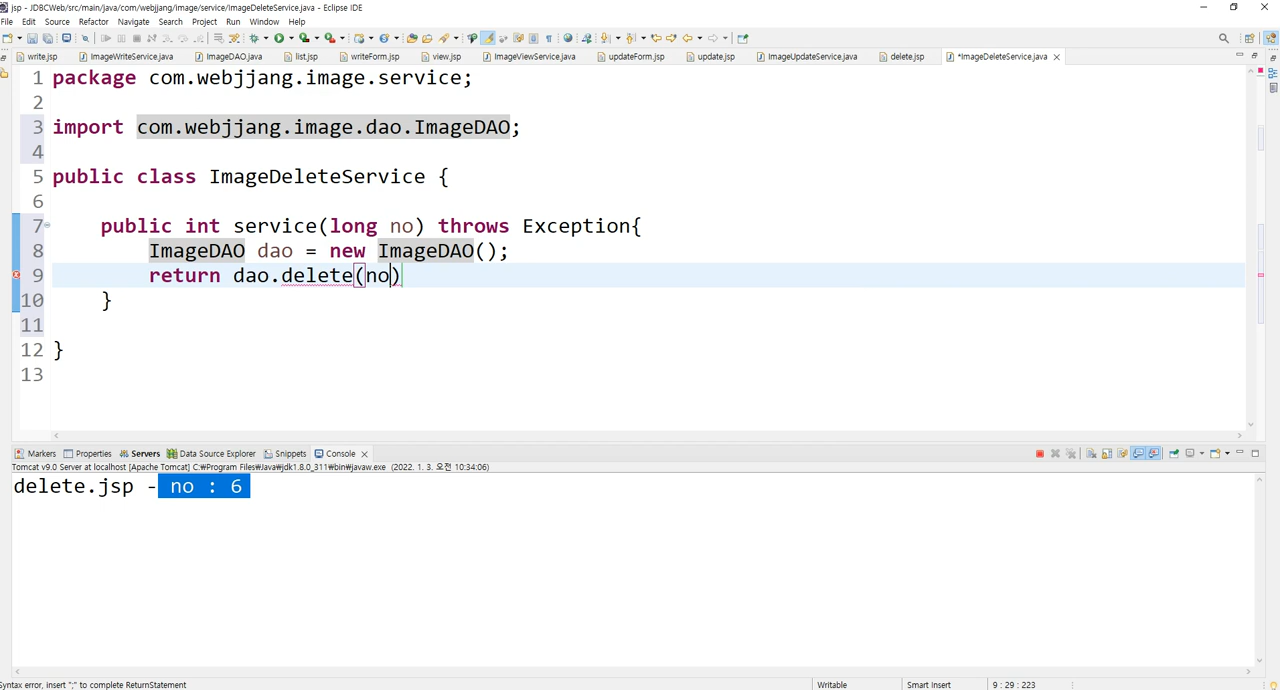 jsp - JDBCWeb/src/main/java/com/webjjang/image/service/ImageDeleteService.java - Eclipse IDE
File Edit Source Refactor Navigate Search Project Run Window Help
write.jsp ImageWriteService.java ImageDAO.java list.jsp writeForm.jsp view.jsp ImageViewService.java updateForm.jsp update.jsp ImageUpdateService.java delete.jsp *ImageDeleteService.java
1 package com.webjjang.image.service;
2
3 import com.webjjang.image.dao.ImageDAO;
4
5 public class ImageDeleteService {
6
7 public int service(long no) throws Exception{
8 ImageDAO dao = new ImageDAO();
9 return dao.delete(no)
10 }
11
12 }
13
Markers Properties Servers Data Source Explorer Snippets Console
Tomcat v9.0 Server at localhost [Apache Tomcat] C:₩Program Files₩Java₩jdk1.8.0_311₩bin₩javaw.exe (2022. 1. 3. 오전 10:34:06)
delete.jsp - no : 6
Syntax error, insert ";" to complete ReturnStatement Writable Smart Insert 9 : 29 : 223